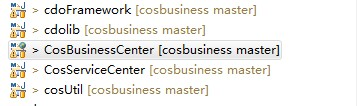 > cdoFramework [cosbusiness master]
> cdolib [cosbusiness master]
> CosBusinessCenter [cosbusiness master]
> CosServiceCenter [cosbusiness master]
> cosUtil [cosbusiness master]